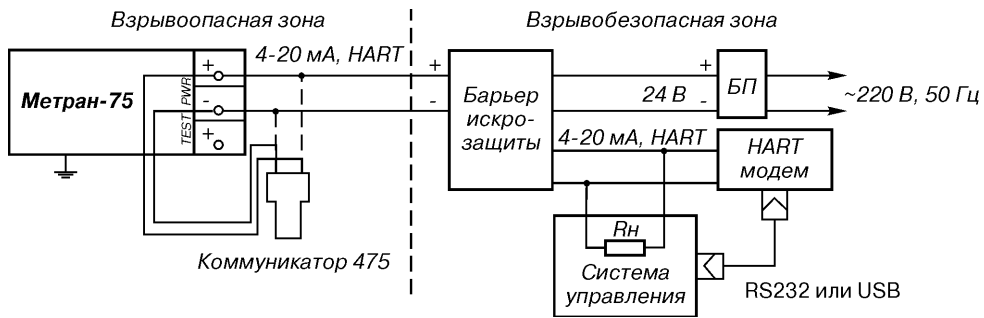 Взрывоопасная зона
Взрывобезопасная зона
Метран-75
+
PWR
-
TEST
+
4-20 мА, HART
+
-
Барьер
искро-
защиты
+
24 В
-
БП
~220 В, 50 Гц
4-20 мА, HART
HART
модем
Rн
Система
управления
Коммуникатор 475
RS232 или USB